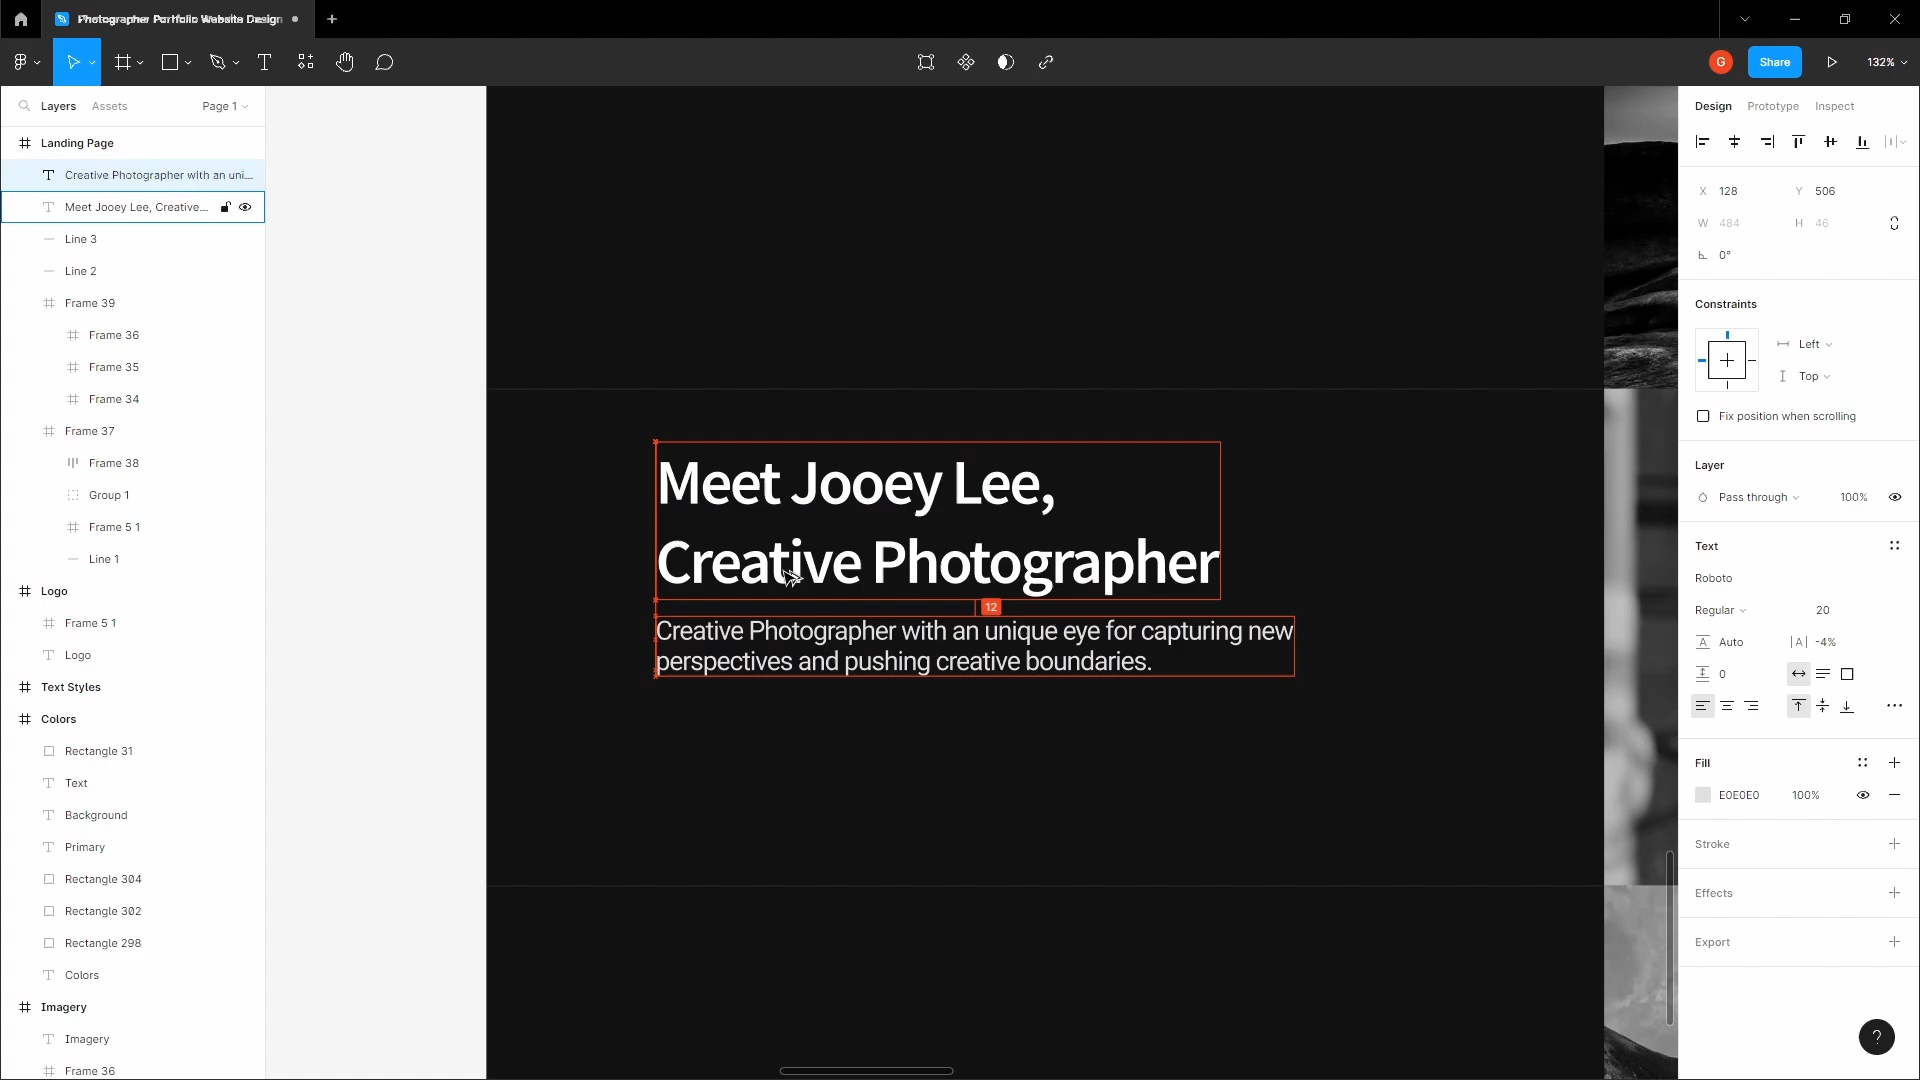 Photographer Portfolio Website Design
G
Share
132%
Layers
Assets
Page 1
Landing Page
Creative Photographer with an uni...
Meet Jooey Lee, Creative...
Line 3
Line 2
Frame 39
Frame 36
Frame 35
Frame 34
Frame 37
Frame 38
Group 1
Frame 5 1
Line 1
Logo
Frame 5 1
Logo
Text Styles
Colors
Rectangle 31
Text
Background
Primary
Rectangle 304
Rectangle 302
Rectangle 298
Colors
Imagery
Imagery
Frame 36
Meet Jooey Lee,
Creative Photographer
12
Creative Photographer with an unique eye for capturing new
perspectives and pushing creative boundaries.
Design
Prototype
Inspect
X 128
Y 506
W 484
H 46
0°
Constraints
Left
Top
Fix position when scrolling
Layer
Pass through
100%
Text
Roboto
Regular
20
A Auto
|A| -4%
0
Fill
E0E0E0
100%
Stroke
Effects
Export
?